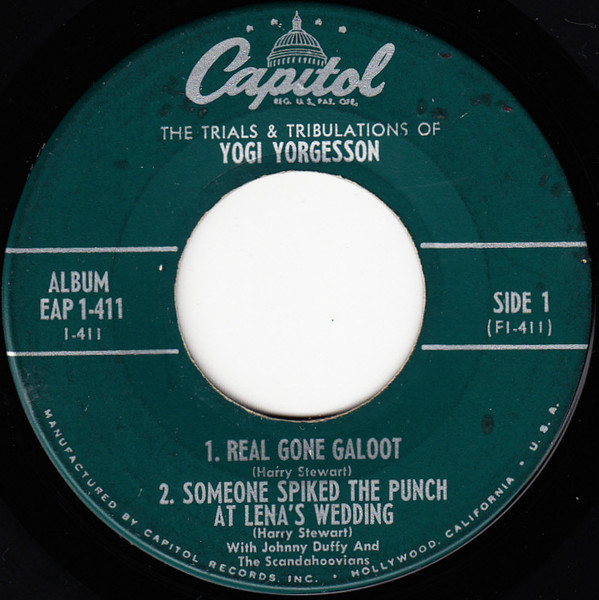 Capitol
REG. U.S. PAT. OFF.
THE TRIALS & TRIBULATIONS OF
YOGI YORGESSON
ALBUM
EAP 1-411
1-411
SIDE 1
(F1-411)
1. REAL GONE GALOOT
(Harry Stewart)
2. SOMEONE SPIKED THE PUNCH
AT LENA'S WEDDING
(Harry Stewart)
With Johnny Duffy And
The Scandahoovians
MANUFACTURED BY CAPITOL RECORDS, INC. • HOLLYWOOD, CALIFORNIA • U.S.A.